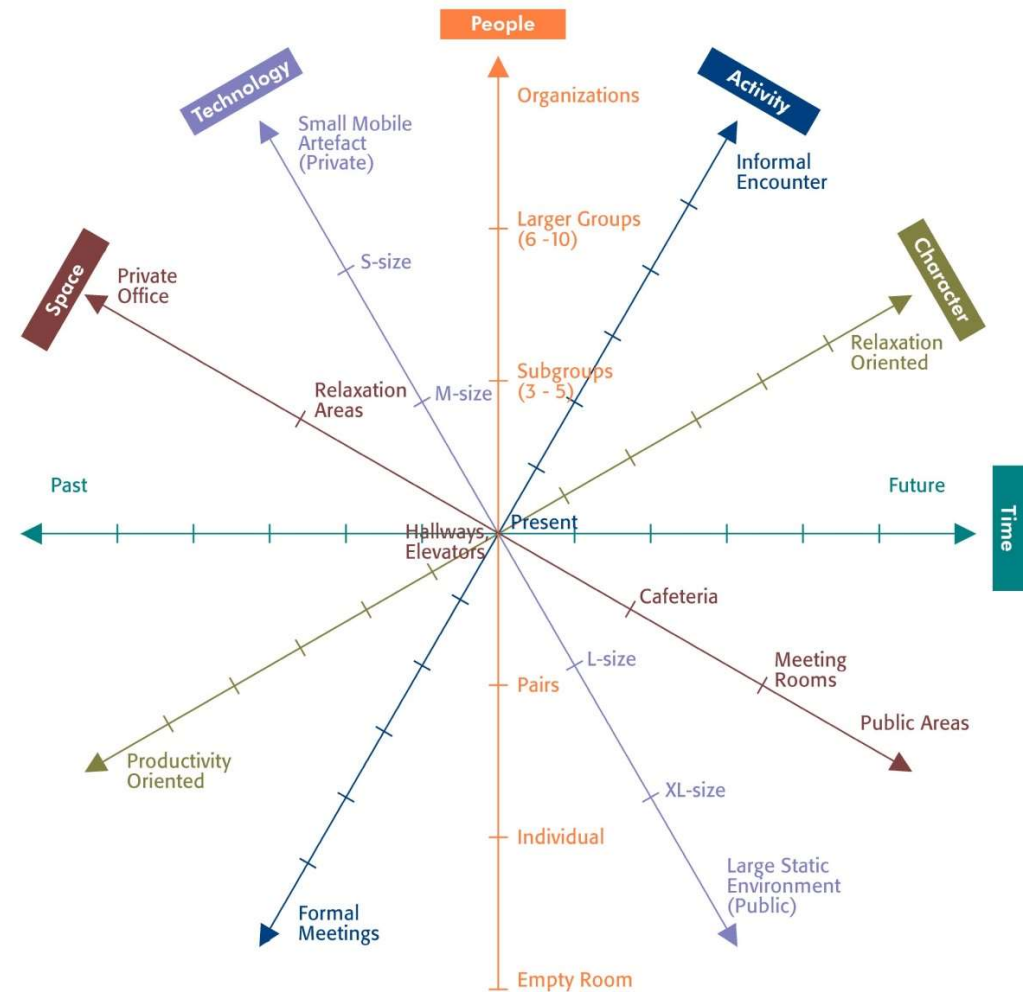 People
Technology
Activity
Organizations
Small Mobile
Artefact
(Private)
Informal
Encounter
Larger Groups
(6 -10)
Character
Space
Private
Office
S-size
Relaxation
Oriented
Subgroups
(3 - 5)
Relaxation
Areas
M-size
Past
Future
Time
Present
Hallways,
Elevators
Cafeteria
L-size
Meeting
Rooms
Pairs
Public Areas
Productivity
Oriented
XL-size
Individual
Large Static
Environment
(Public)
Formal
Meetings
Empty Room